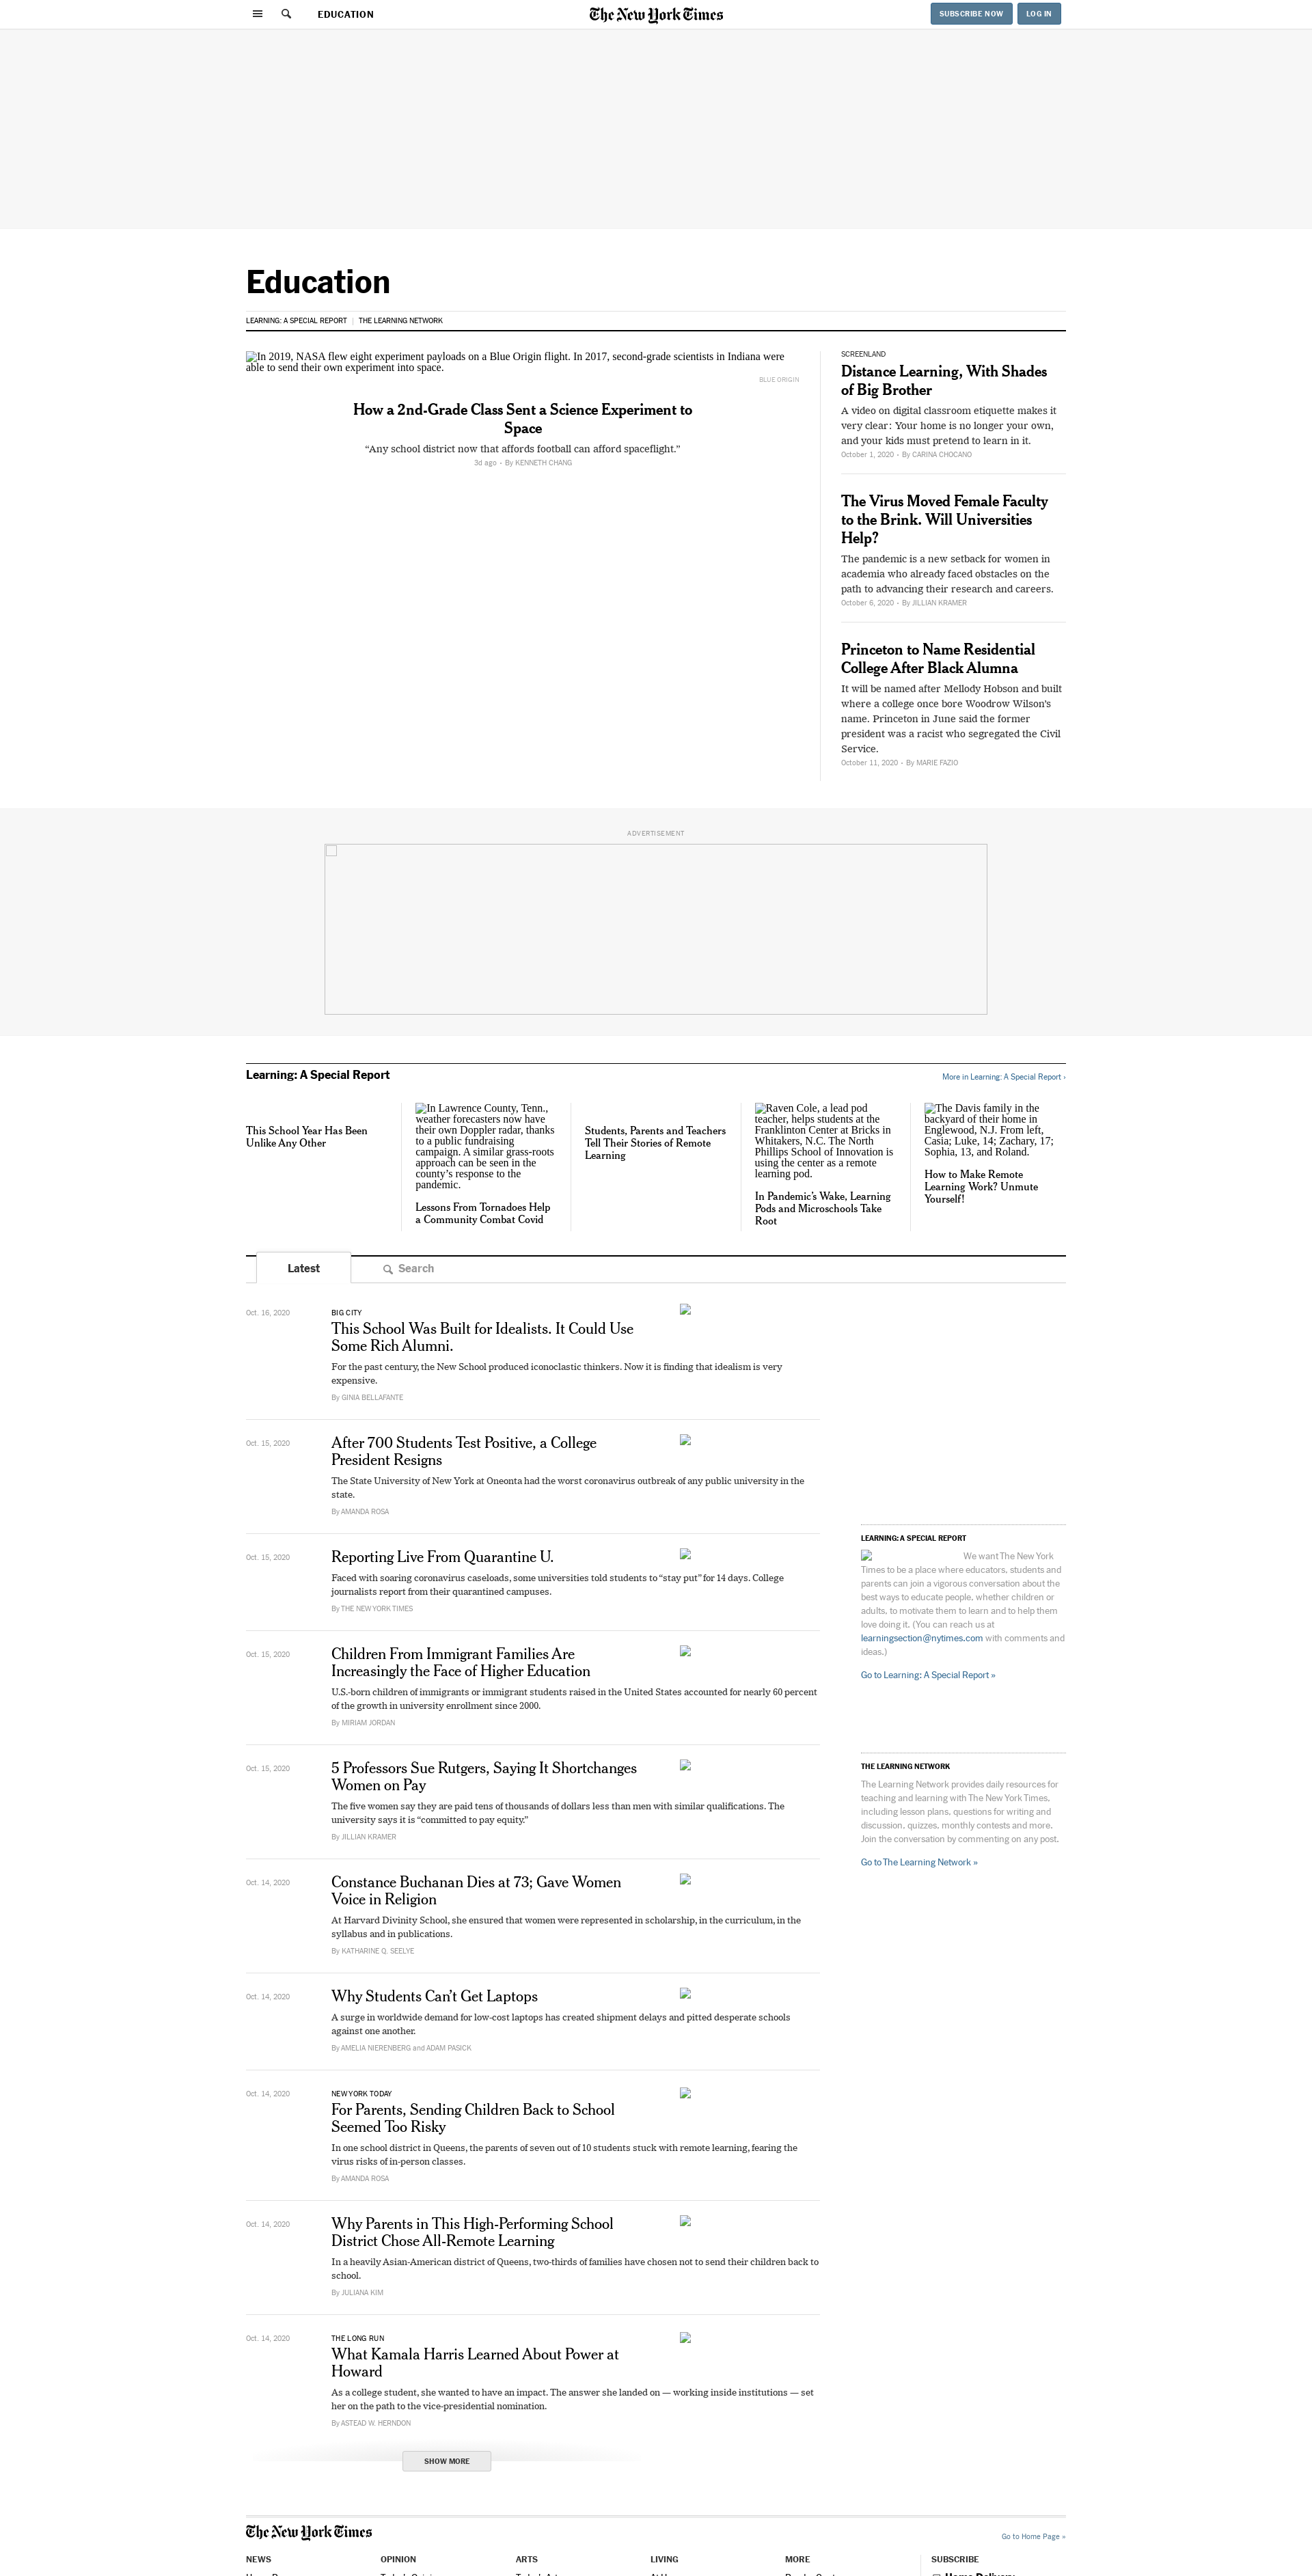 EDUCATION
The New York Times
SUBSCRIBE NOW
LOG IN
Education
LEARNING: A SPECIAL REPORT
THE LEARNING NETWORK
In 2019, NASA flew eight experiment payloads on a Blue Origin flight. In 2017, second-grade scientists in Indiana were
able to send their own experiment into space.
BLUE ORIGIN
How a 2nd-Grade Class Sent a Science Experiment to
Space
“Any school district now that affords football can afford spaceflight.”
3d ago - By KENNETH CHANG
SCREENLAND
Distance Learning, With Shades
of Big Brother
A video on digital classroom etiquette makes it
very clear: Your home is no longer your own,
and your kids must pretend to learn in it.
October 1, 2020 - By CARINA CHOCANO
The Virus Moved Female Faculty
to the Brink. Will Universities
Help?
The pandemic is a new setback for women in
academia who already faced obstacles on the
path to advancing their research and careers.
October 6, 2020 - By JILLIAN KRAMER
Princeton to Name Residential
College After Black Alumna
It will be named after Mellody Hobson and built
where a college once bore Woodrow Wilson’s
name. Princeton in June said the former
president was a racist who segregated the Civil
Service.
October 11, 2020 - By MARIE FAZIO
ADVERTISEMENT
Learning: A Special Report
More in Learning: A Special Report ›
This School Year Has Been
Unlike Any Other
In Lawrence County, Tenn.,
weather forecasters now have
their own Doppler radar, thanks
to a public fundraising
campaign. A similar grass-roots
approach can be seen in the
county’s response to the
pandemic.
Lessons From Tornadoes Help
a Community Combat Covid
Students, Parents and Teachers
Tell Their Stories of Remote
Learning
Raven Cole, a lead pod
teacher, helps students at the
Franklinton Center at Bricks in
Whitakers, N.C. The North
Phillips School of Innovation is
using the center as a remote
learning pod.
In Pandemic’s Wake, Learning
Pods and Microschools Take
Root
The Davis family in the
backyard of their home in
Englewood, N.J. From left,
Casia; Luke, 14; Zachary, 17;
Sophia, 13, and Roland.
How to Make Remote
Learning Work? Unmute
Yourself!
Latest
Search
Oct. 16, 2020
BIG CITY
This School Was Built for Idealists. It Could Use
Some Rich Alumni.
For the past century, the New School produced iconoclastic thinkers. Now it is finding that idealism is very
expensive.
By GINIA BELLAFANTE
Oct. 15, 2020
After 700 Students Test Positive, a College
President Resigns
The State University of New York at Oneonta had the worst coronavirus outbreak of any public university in the
state.
By AMANDA ROSA
Oct. 15, 2020
Reporting Live From Quarantine U.
Faced with soaring coronavirus caseloads, some universities told students to “stay put” for 14 days. College
journalists report from their quarantined campuses.
By THE NEW YORK TIMES
Oct. 15, 2020
Children From Immigrant Families Are
Increasingly the Face of Higher Education
U.S.-born children of immigrants or immigrant students raised in the United States accounted for nearly 60 percent
of the growth in university enrollment since 2000.
By MIRIAM JORDAN
Oct. 15, 2020
5 Professors Sue Rutgers, Saying It Shortchanges
Women on Pay
The five women say they are paid tens of thousands of dollars less than men with similar qualifications. The
university says it is “committed to pay equity.”
By JILLIAN KRAMER
Oct. 14, 2020
Constance Buchanan Dies at 73; Gave Women
Voice in Religion
At Harvard Divinity School, she ensured that women were represented in scholarship, in the curriculum, in the
syllabus and in publications.
By KATHARINE Q. SEELYE
Oct. 14, 2020
Why Students Can’t Get Laptops
A surge in worldwide demand for low-cost laptops has created shipment delays and pitted desperate schools
against one another.
By AMELIA NIERENBERG and ADAM PASICK
Oct. 14, 2020
NEW YORK TODAY
For Parents, Sending Children Back to School
Seemed Too Risky
In one school district in Queens, the parents of seven out of 10 students stuck with remote learning, fearing the
virus risks of in-person classes.
By AMANDA ROSA
Oct. 14, 2020
Why Parents in This High-Performing School
District Chose All-Remote Learning
In a heavily Asian-American district of Queens, two-thirds of families have chosen not to send their children back to
school.
By JULIANA KIM
Oct. 14, 2020
THE LONG RUN
What Kamala Harris Learned About Power at
Howard
As a college student, she wanted to have an impact. The answer she landed on — working inside institutions — set
her on the path to the vice-presidential nomination.
By ASTEAD W. HERNDON
SHOW MORE
LEARNING: A SPECIAL REPORT
We want The New York
Times to be a place where educators, students and
parents can join a vigorous conversation about the
best ways to educate people, whether children or
adults, to motivate them to learn and to help them
love doing it. (You can reach us at
learningsection@nytimes.com with comments and
ideas.)
Go to Learning: A Special Report »
THE LEARNING NETWORK
The Learning Network provides daily resources for
teaching and learning with The New York Times,
including lesson plans, questions for writing and
discussion, quizzes, monthly contests and more.
Join the conversation by commenting on any post.
Go to The Learning Network »
The New York Times
Go to Home Page »
NEWS
OPINION
ARTS
LIVING
MORE
SUBSCRIBE